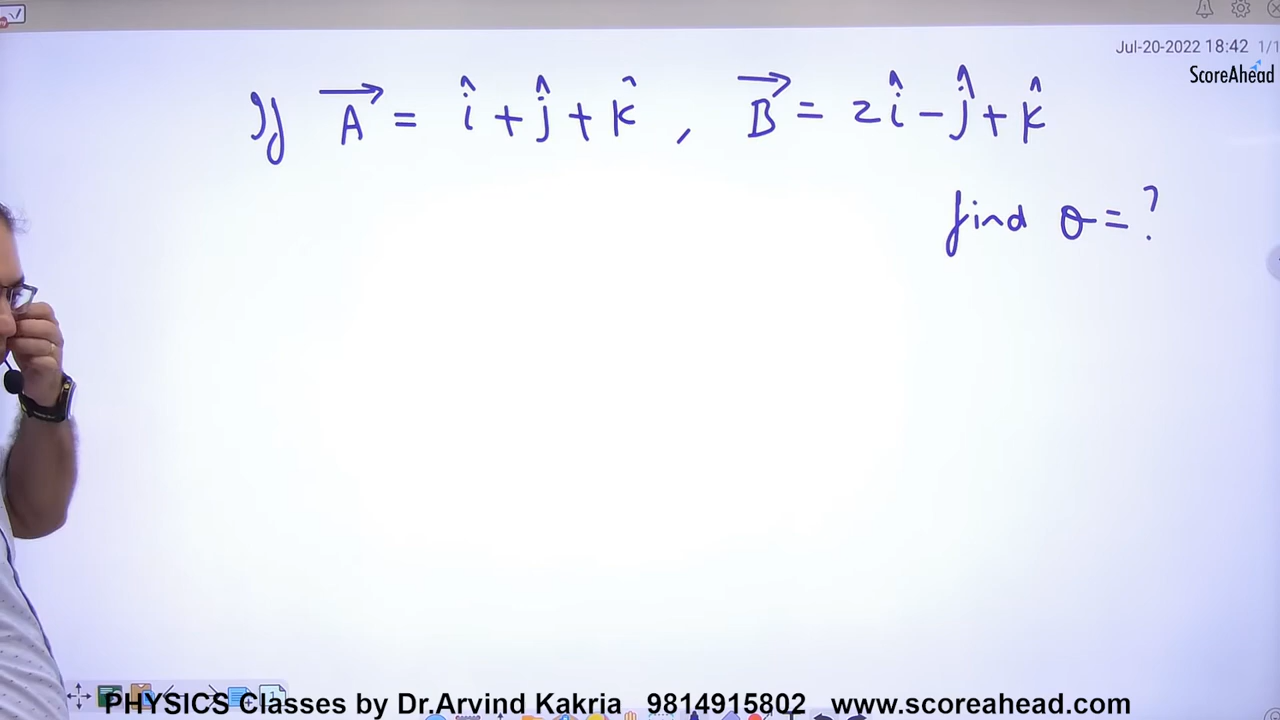 Jul-20-2022 18:42 1/1
ScoreAhead
If A⃗ = î + ĵ + k̂ , B⃗ = 2î - ĵ + k̂
find θ = ?
PHYSICS Classes by Dr.Arvind Kakria 9814915802 www.scoreahead.com